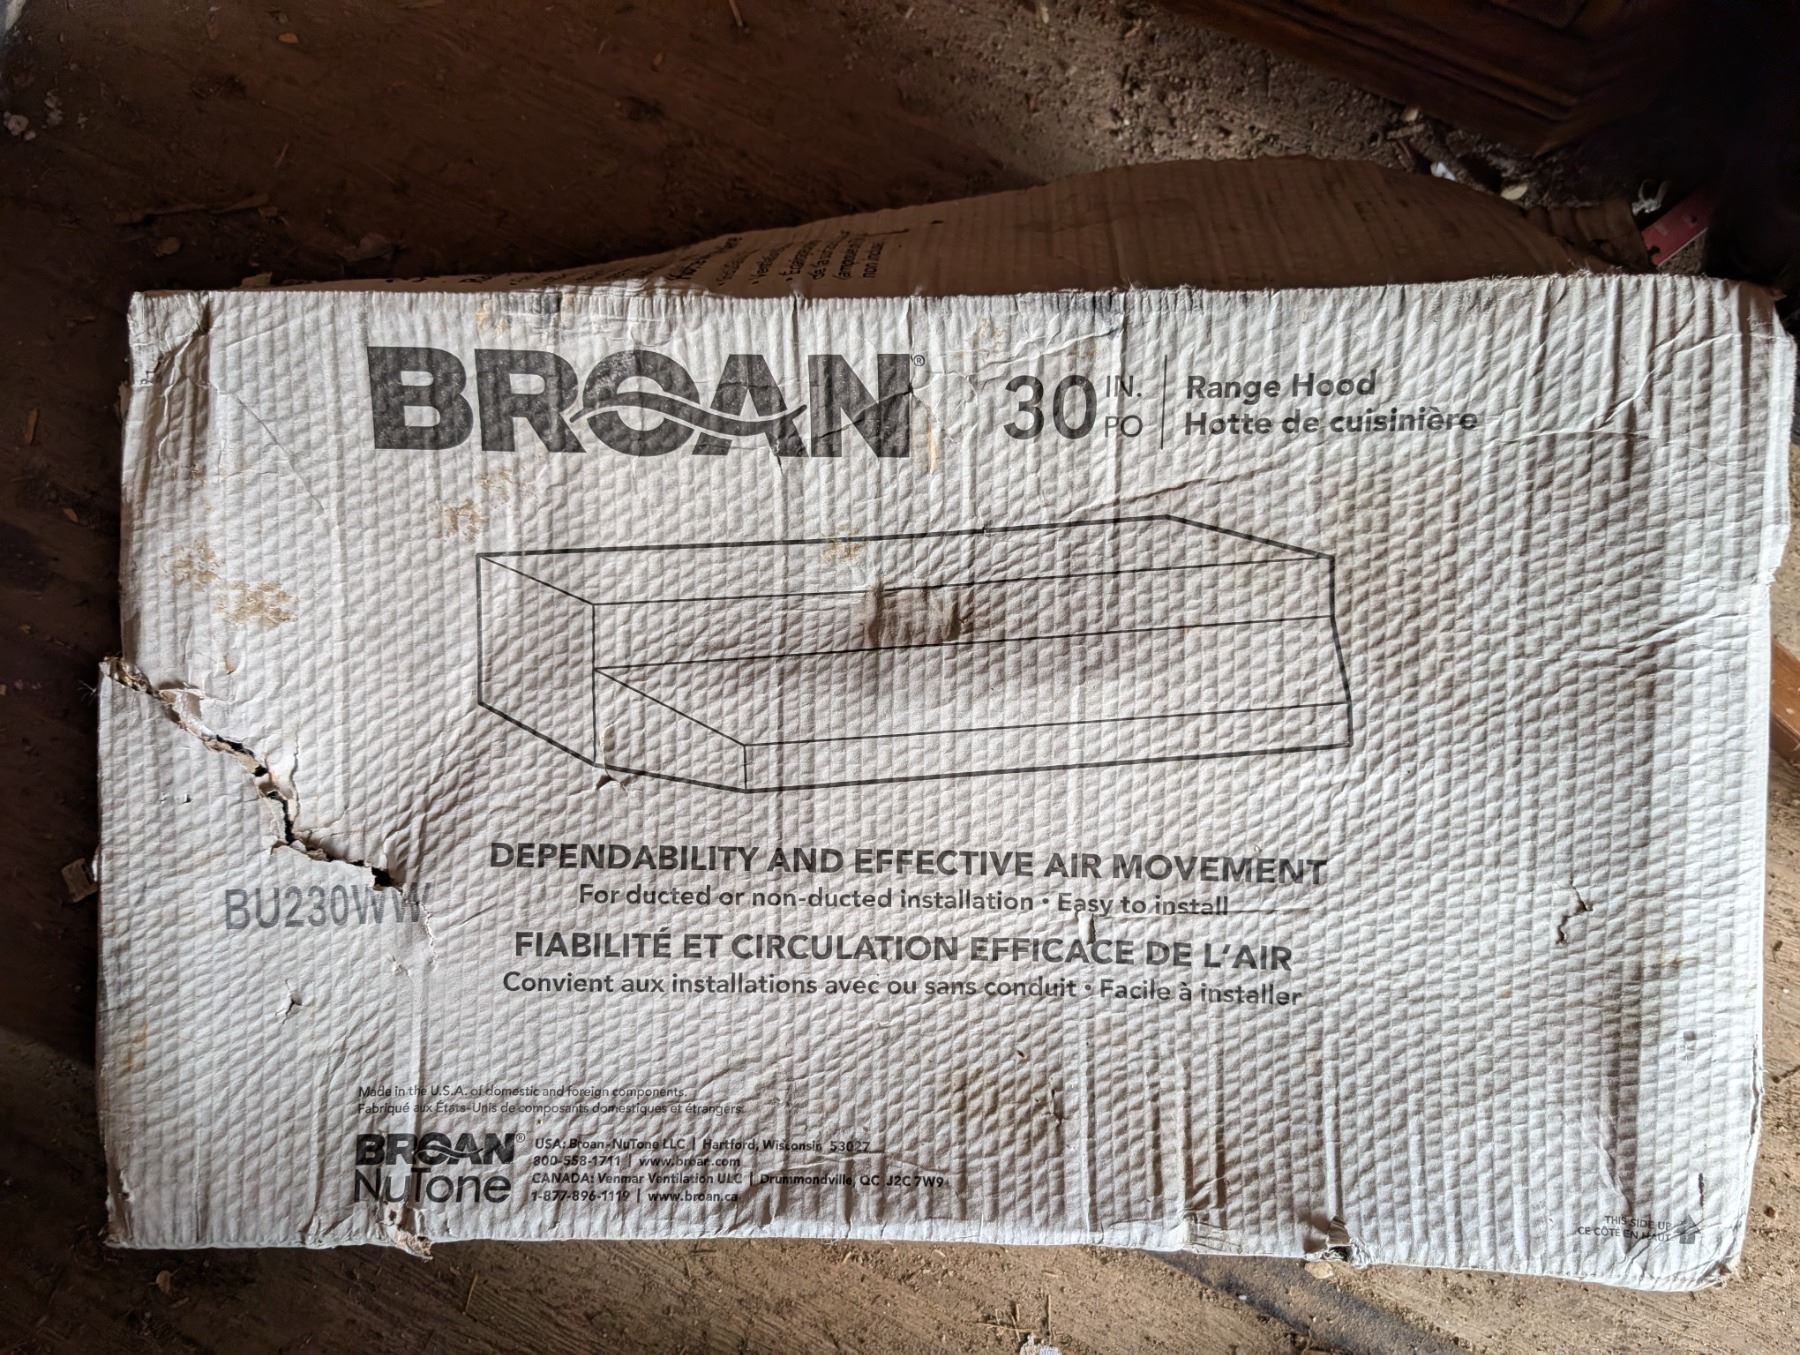 BROAN®
30 IN. PO
Range Hood
Hotte de cuisinière
DEPENDABILITY AND EFFECTIVE AIR MOVEMENT
For ducted or non-ducted installation • Easy to install
BU230WW
FIABILITÉ ET CIRCULATION EFFICACE DE L'AIR
Convient aux installations avec ou sans conduit • Facile à installer
Made in the U.S.A. of domestic and foreign components.
Fabriqué aux États-Unis de composants domestiques et étrangers.
BROAN®
NuTone
USA: Broan-NuTone LLC | Hartford, Wisconsin 53027
800-558-1711 | www.broan.com
CANADA: Venmar Ventilation ULC | Drummondville, QC J2C 7W9
1-877-896-1119 | www.broan.ca
THIS SIDE UP
CE CÔTÉ EN HAUT